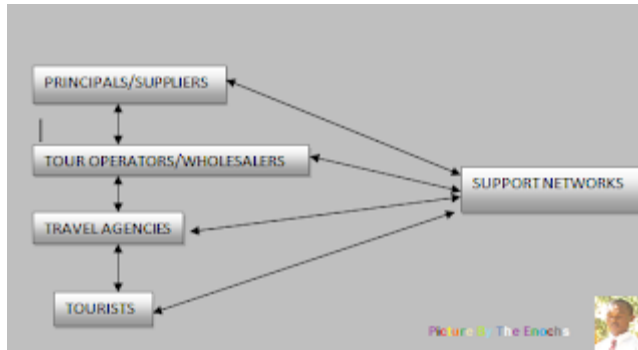 PRINCIPALS/SUPPLIERS
TOUR OPERATORS/WHOLESALERS
SUPPORT NETWORKS
TRAVEL AGENCIES
TOURISTS
Picture By The Enochs